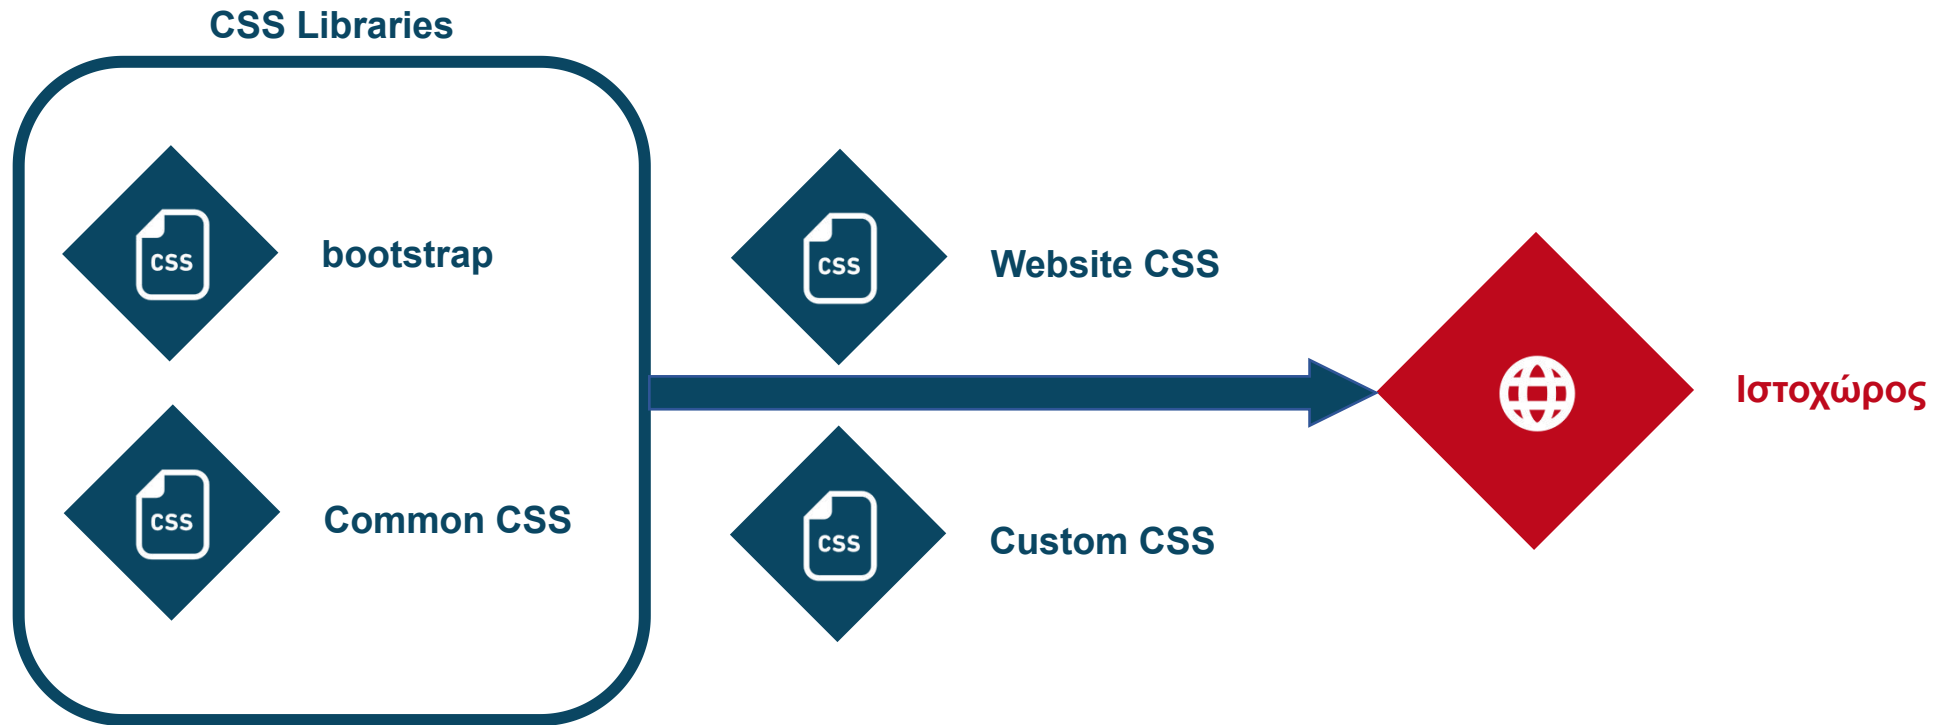 CSS Libraries
CSS
bootstrap
CSS
Common CSS
CSS
Website CSS
CSS
Custom CSS
Ιστοχώρος